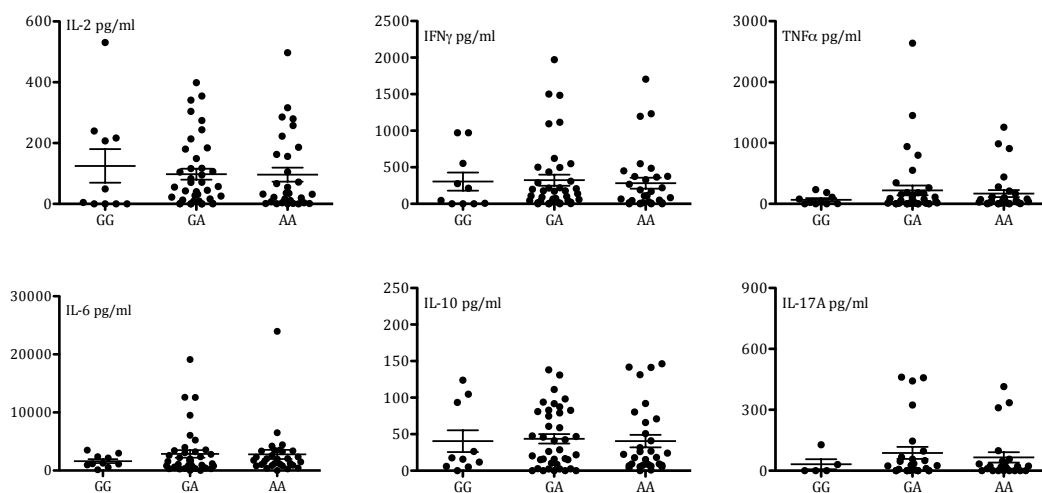 IL-2 pg/ml
600
400
200
0
GG GA AA
IFNγ pg/ml
2500
2000
1500
1000
500
0
GG GA AA
TNFα pg/ml
3000
2000
1000
0
GG GA AA
IL-6 pg/ml
30000
20000
10000
0
GG GA AA
IL-10 pg/ml
250
200
150
100
50
0
GG GA AA
IL-17A pg/ml
900
600
300
0
GG GA AA